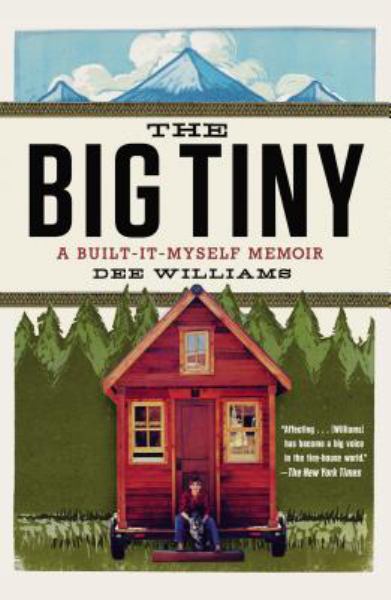 THE
BIG TINY
A BUILT-IT-MYSELF MEMOIR
DEE WILLIAMS
"Affecting . . . [Williams]
has become a big voice
in the tiny-house world."
—The New York Times